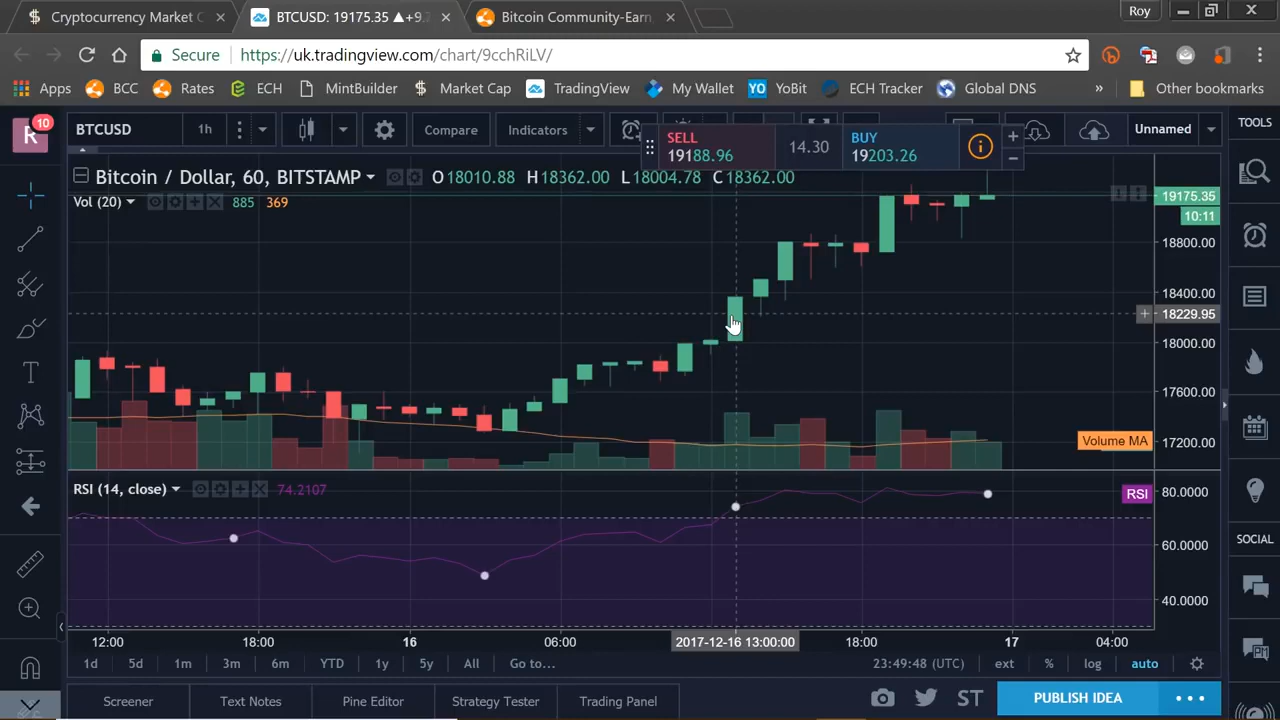 Cryptocurrency Market C
BTCUSD: 19175.35 ▲+9.2
Bitcoin Community-Earn
Roy
Secure
https://uk.tradingview.com/chart/9cchRiLV/
Apps
BCC
Rates
ECH
MintBuilder
Market Cap
TradingView
My Wallet
YO YoBit
ECH Tracker
Global DNS
»
Other bookmarks
R 10
BTCUSD
1h
Compare
Indicators
SELL
19188.96
14.30
BUY
19203.26
Unnamed
TOOLS
Bitcoin / Dollar, 60, BITSTAMP
O 18010.88 H 18362.00 L 18004.78 C 18362.00
Vol (20)
885
369
19175.35
10:11
18800.00
18400.00
18229.95
18000.00
17600.00
Volume MA
17200.00
RSI (14, close)
74.2107
RSI
80.0000
60.0000
40.0000
SOCIAL
12:00
18:00
16
06:00
2017-12-16 13:00:00
18:00
17
04:00
1d
5d
1m
3m
6m
YTD
1y
5y
All
Go to...
23:49:48 (UTC)
ext
%
log
auto
Screener
Text Notes
Pine Editor
Strategy Tester
Trading Panel
ST
PUBLISH IDEA